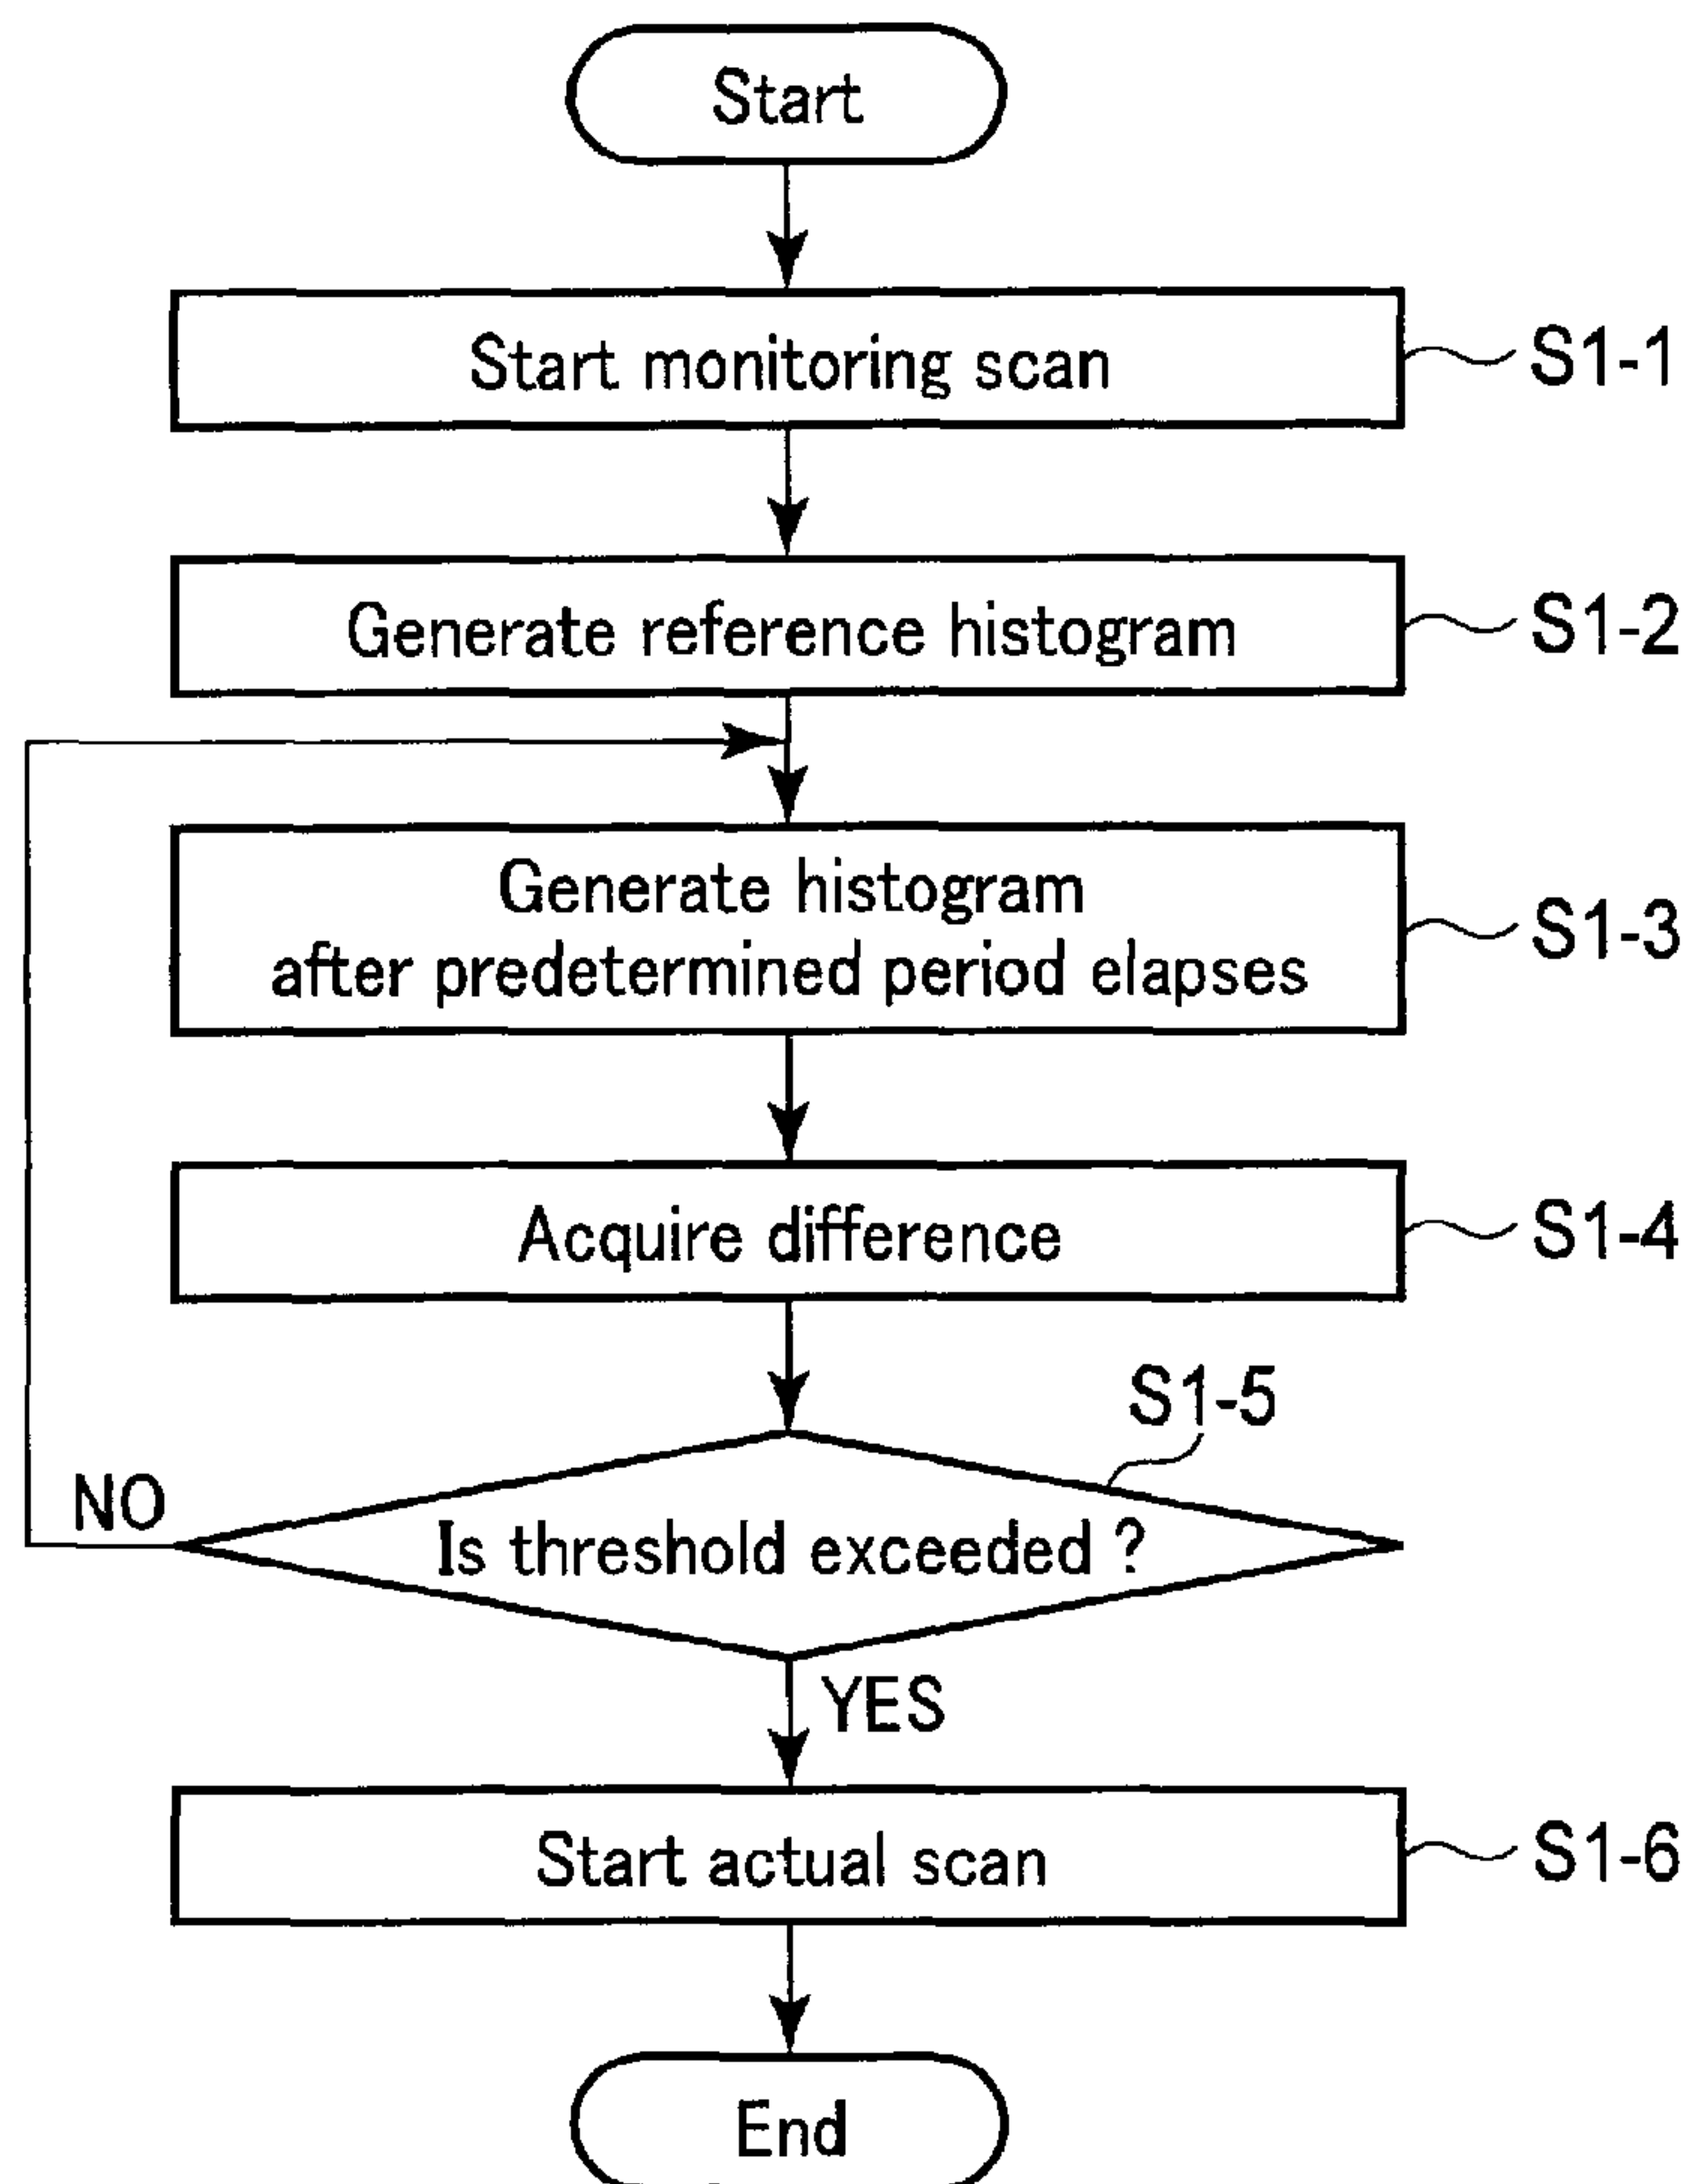 Start
Start monitoring scan
S1-1
Generate reference histogram
S1-2
Generate histogram
after predetermined period elapses
S1-3
Acquire difference
S1-4
S1-5
NO
Is threshold exceeded ?
YES
Start actual scan
S1-6
End